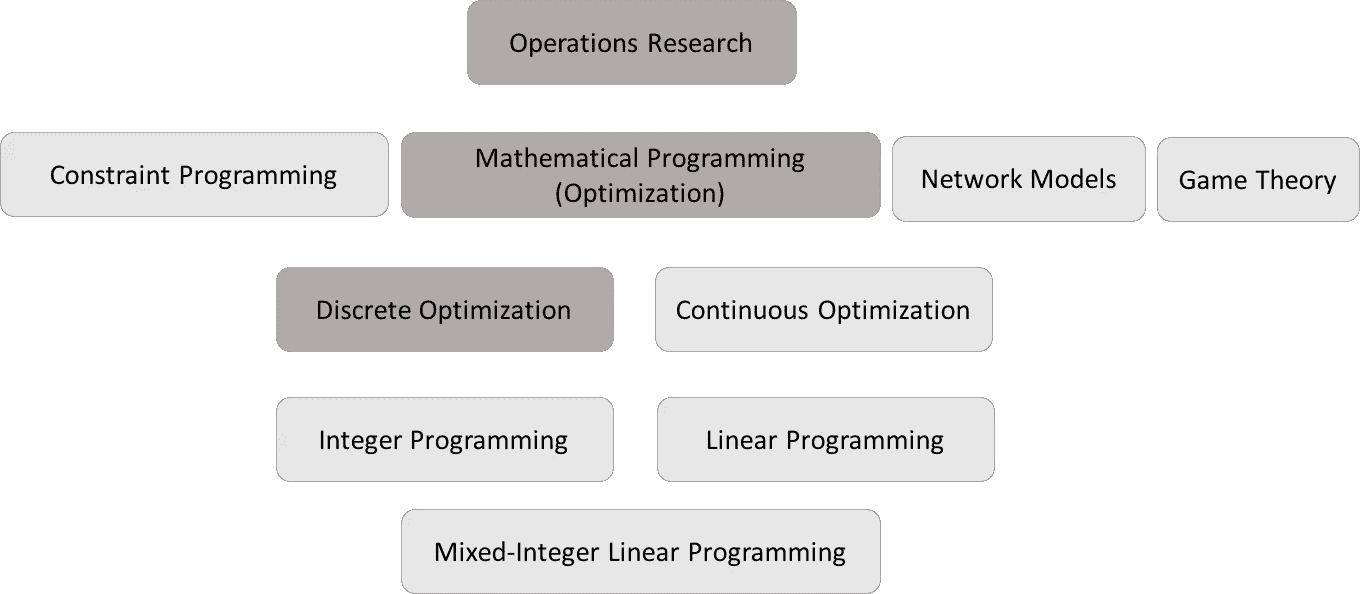 Operations Research
Constraint Programming
Mathematical Programming
(Optimization)
Network Models
Game Theory
Discrete Optimization
Continuous Optimization
Integer Programming
Linear Programming
Mixed-Integer Linear Programming